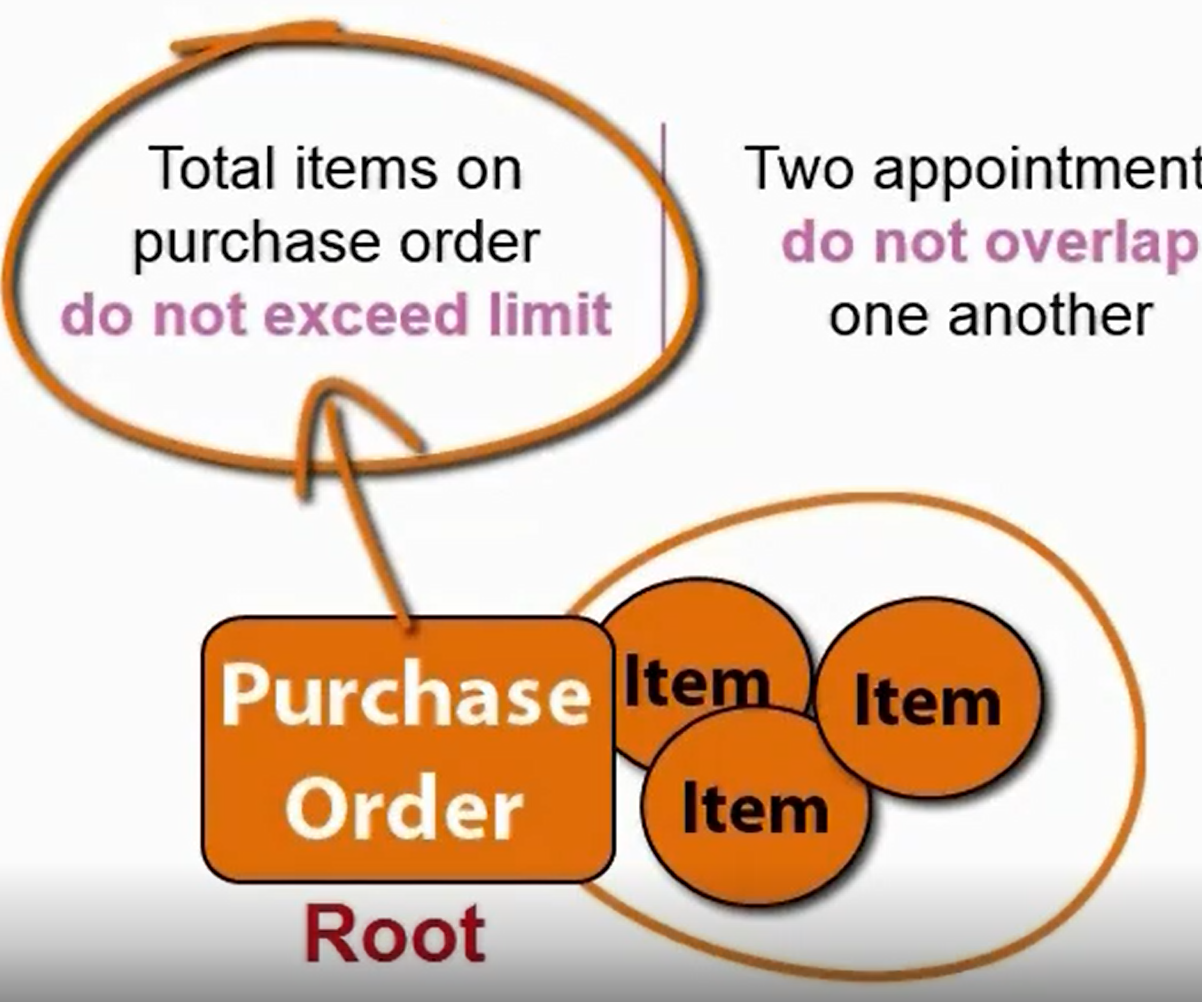 Total items on
purchase order
do not exceed limit
Two appointment
do not overlap
one another
Purchase
Order
Item
Item
Item
Root